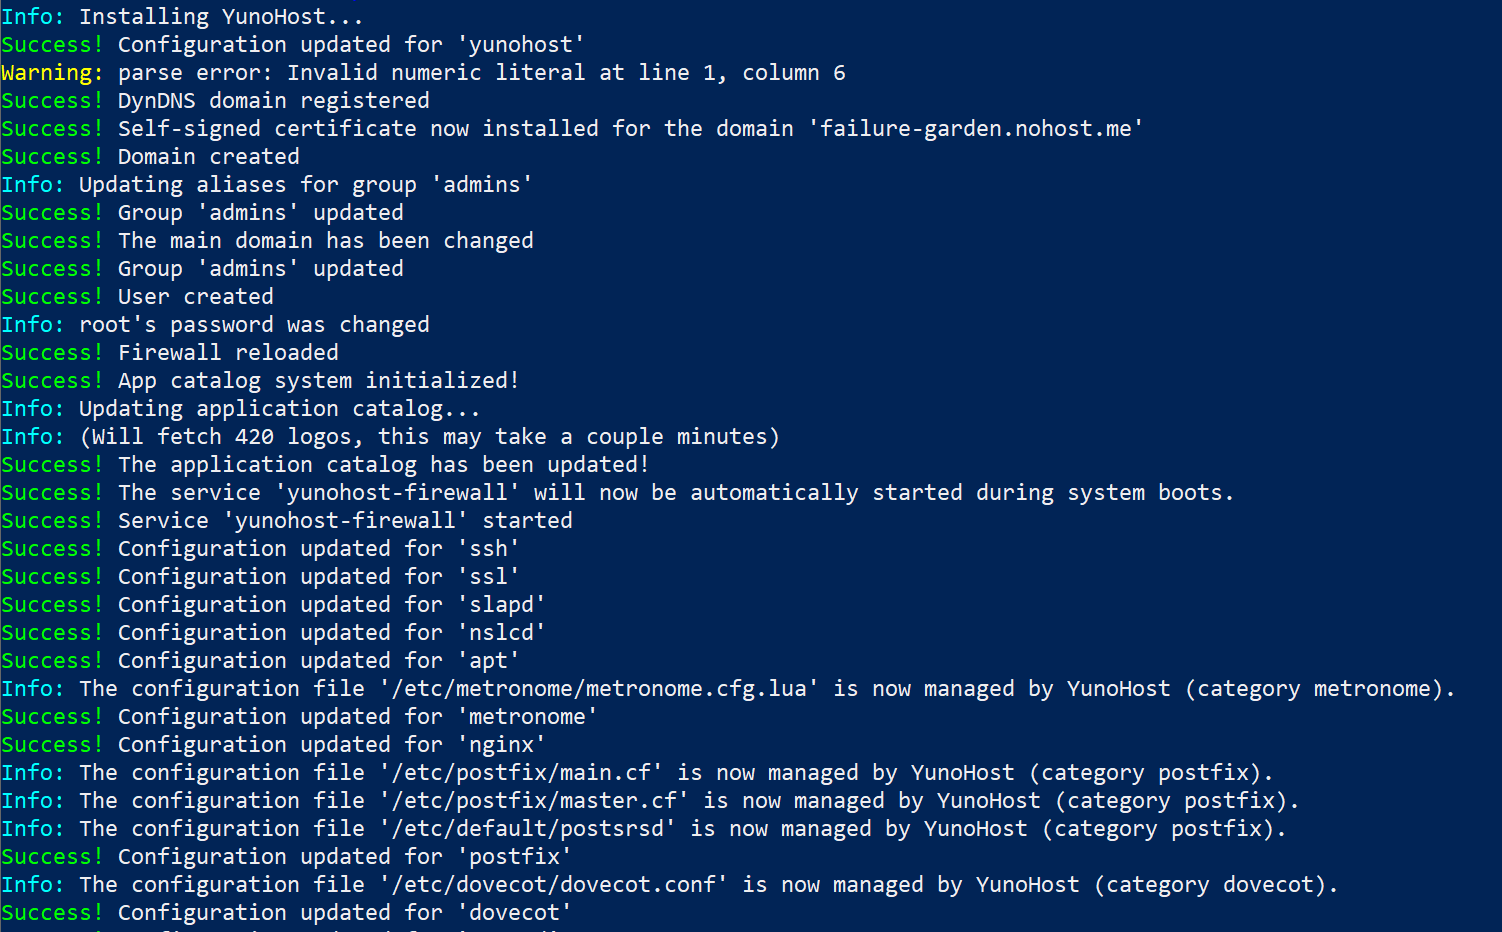 Info: Installing YunoHost...
Success! Configuration updated for 'yunohost'
Warning: parse error: Invalid numeric literal at line 1, column 6
Success! DynDNS domain registered
Success! Self-signed certificate now installed for the domain 'failure-garden.nohost.me'
Success! Domain created
Info: Updating aliases for group 'admins'
Success! Group 'admins' updated
Success! The main domain has been changed
Success! Group 'admins' updated
Success! User created
Info: root's password was changed
Success! Firewall reloaded
Success! App catalog system initialized!
Info: Updating application catalog...
Info: (Will fetch 420 logos, this may take a couple minutes)
Success! The application catalog has been updated!
Success! The service 'yunohost-firewall' will now be automatically started during system boots.
Success! Service 'yunohost-firewall' started
Success! Configuration updated for 'ssh'
Success! Configuration updated for 'ssl'
Success! Configuration updated for 'slapd'
Success! Configuration updated for 'nslcd'
Success! Configuration updated for 'apt'
Info: The configuration file '/etc/metronome/metronome.cfg.lua' is now managed by YunoHost (category metronome).
Success! Configuration updated for 'metronome'
Success! Configuration updated for 'nginx'
Info: The configuration file '/etc/postfix/main.cf' is now managed by YunoHost (category postfix).
Info: The configuration file '/etc/postfix/master.cf' is now managed by YunoHost (category postfix).
Info: The configuration file '/etc/default/postsrsd' is now managed by YunoHost (category postfix).
Success! Configuration updated for 'postfix'
Info: The configuration file '/etc/dovecot/dovecot.conf' is now managed by YunoHost (category dovecot).
Success! Configuration updated for 'dovecot'